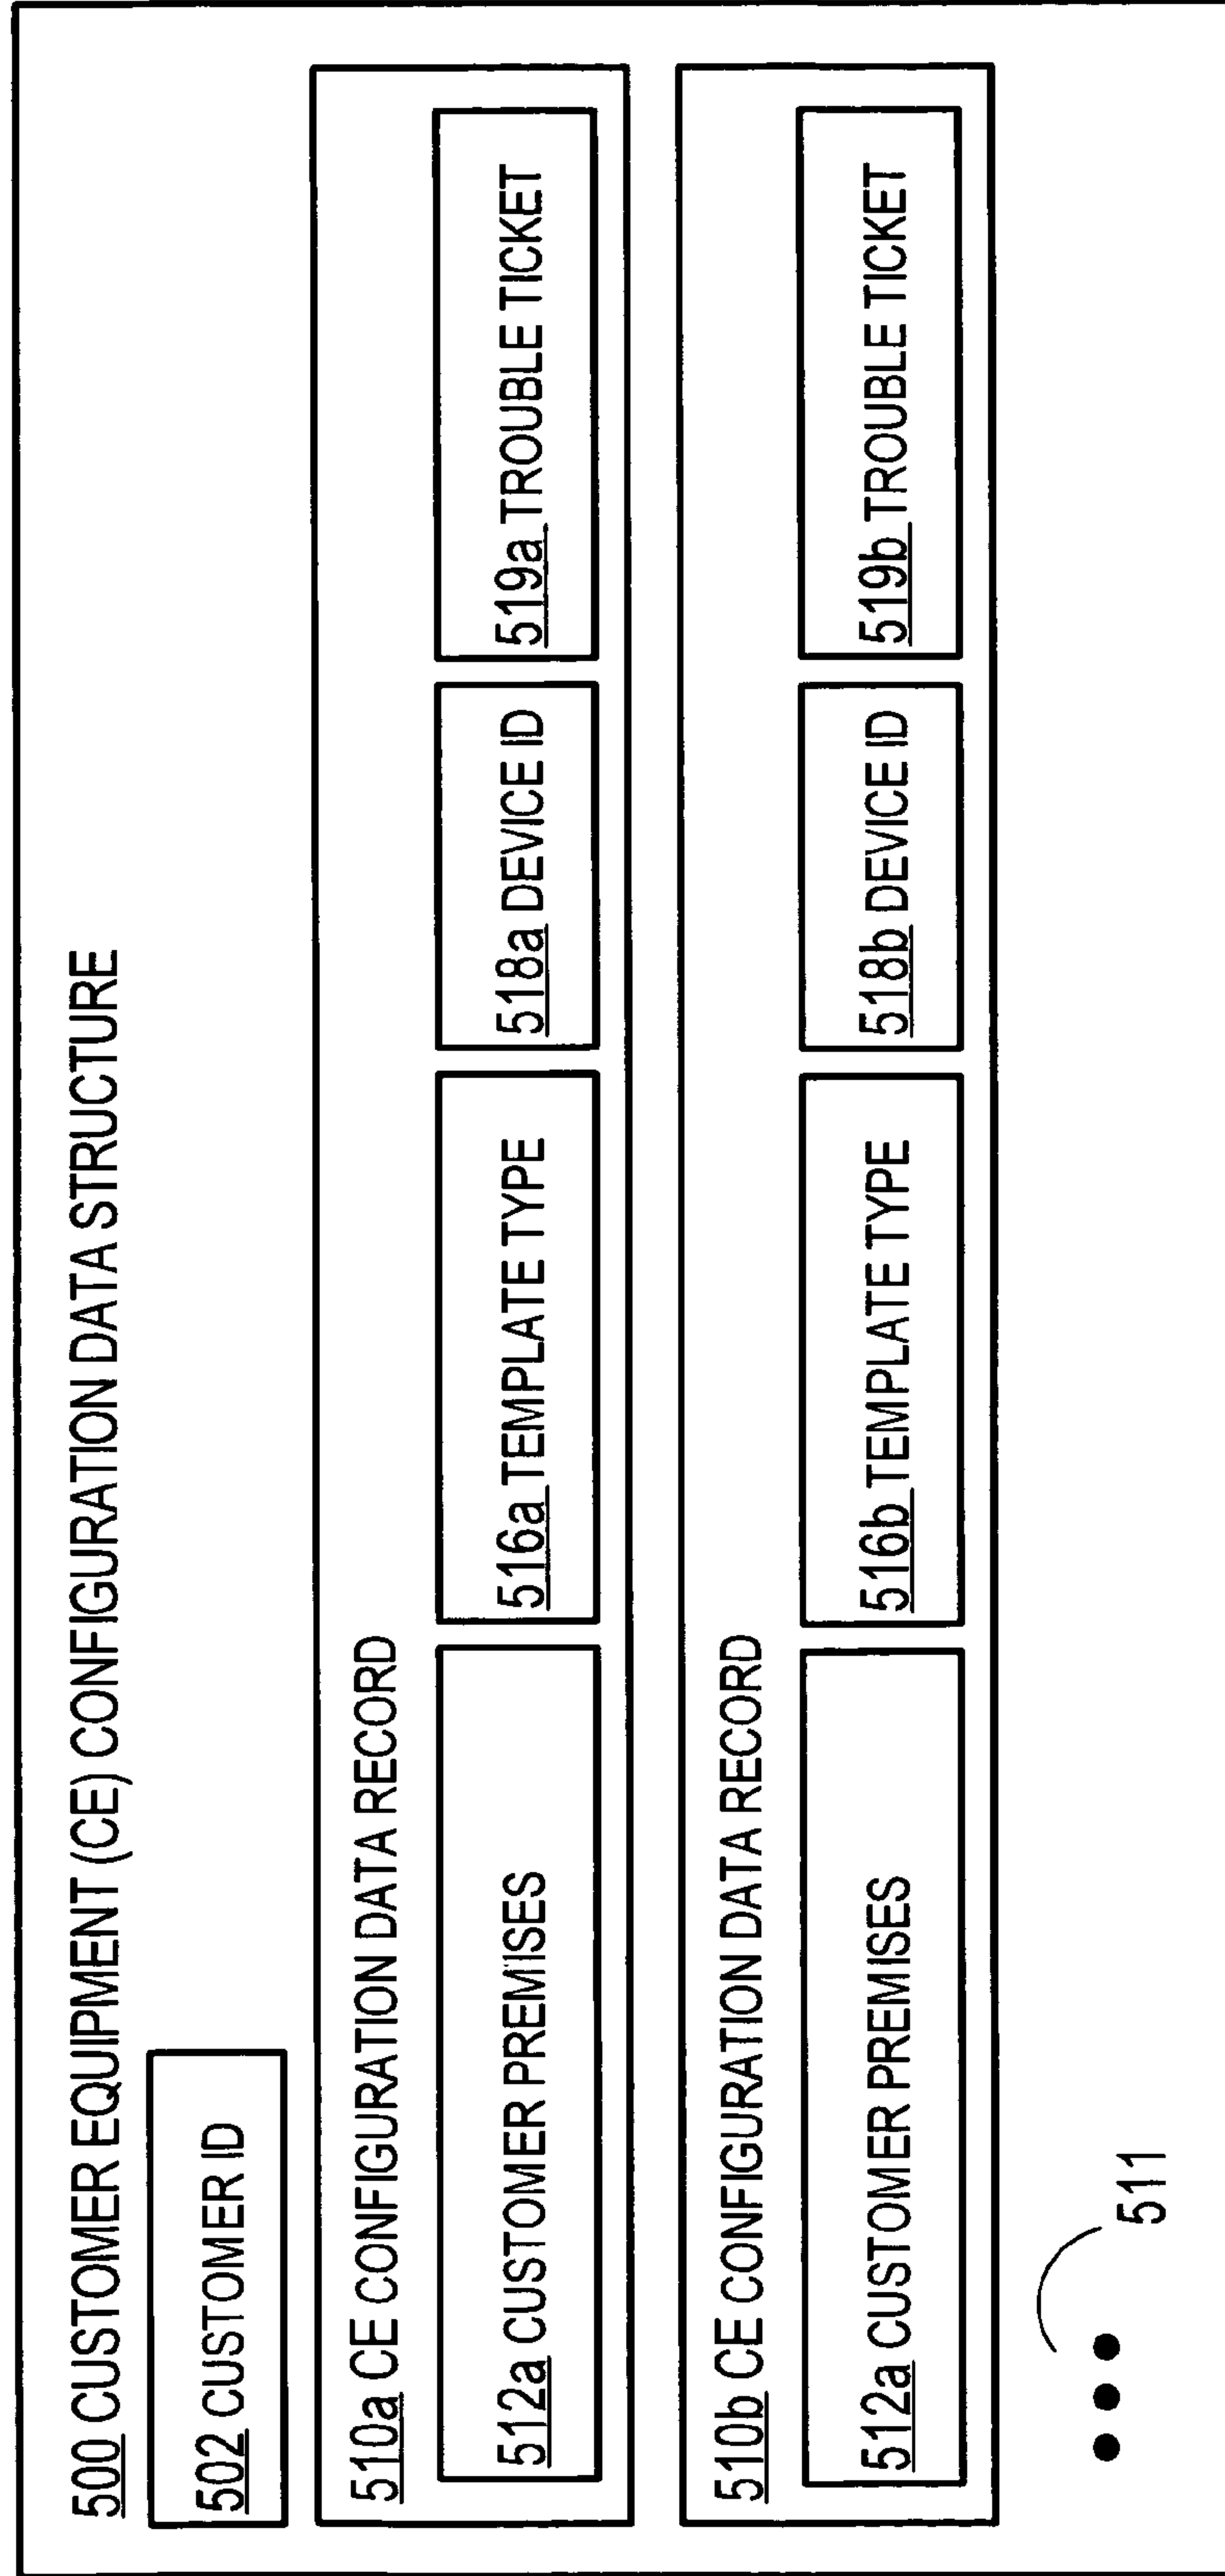 500 CUSTOMER EQUIPMENT (CE) CONFIGURATION DATA STRUCTURE
502 CUSTOMER ID
510a CE CONFIGURATION DATA RECORD
512a CUSTOMER PREMISES
516a TEMPLATE TYPE
518a DEVICE ID
519a TROUBLE TICKET
510b CE CONFIGURATION DATA RECORD
512a CUSTOMER PREMISES
516b TEMPLATE TYPE
518b DEVICE ID
519b TROUBLE TICKET
511